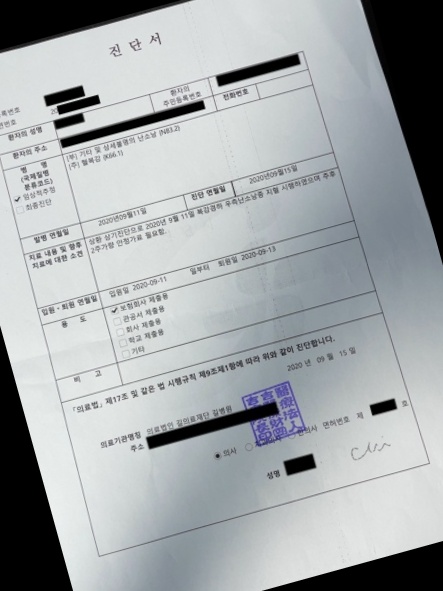 진 단 서
환자의
주민등록번호
환자의 성명
전화번호
환자의 주소
병 명
(국제질병
분류코드)
임상적추정
최종진단
[부] 기타 및 상세불명의 난소낭 (N83.2)
[주] 혈복강 (K66.1)
발병 연월일
2020년09월11일
진단 연월일
2020년09월15일
치료 내용 및 향후
치료에 대한 소견
상환 상기진단으로 2020년 9월 11일 복강경하 우측난소낭종 지혈 시행하였으며 추후
2주가량 안정가료 필요함.
입원·퇴원 연월일
입원일 2020-09-11 일부터 퇴원일 2020-09-13
용 도
보험회사 제출용
관공서 제출용
회사 제출용
학교 제출용
기타
비 고
「의료법」 제17조 및 같은 법 시행규칙 제9조제1항에 따라 위와 같이 진단합니다.
2020 년 09 월 15 일
의료기관명칭 의료법인 길의료재단 길병원
주소
의사
면허번호 제 호
성명